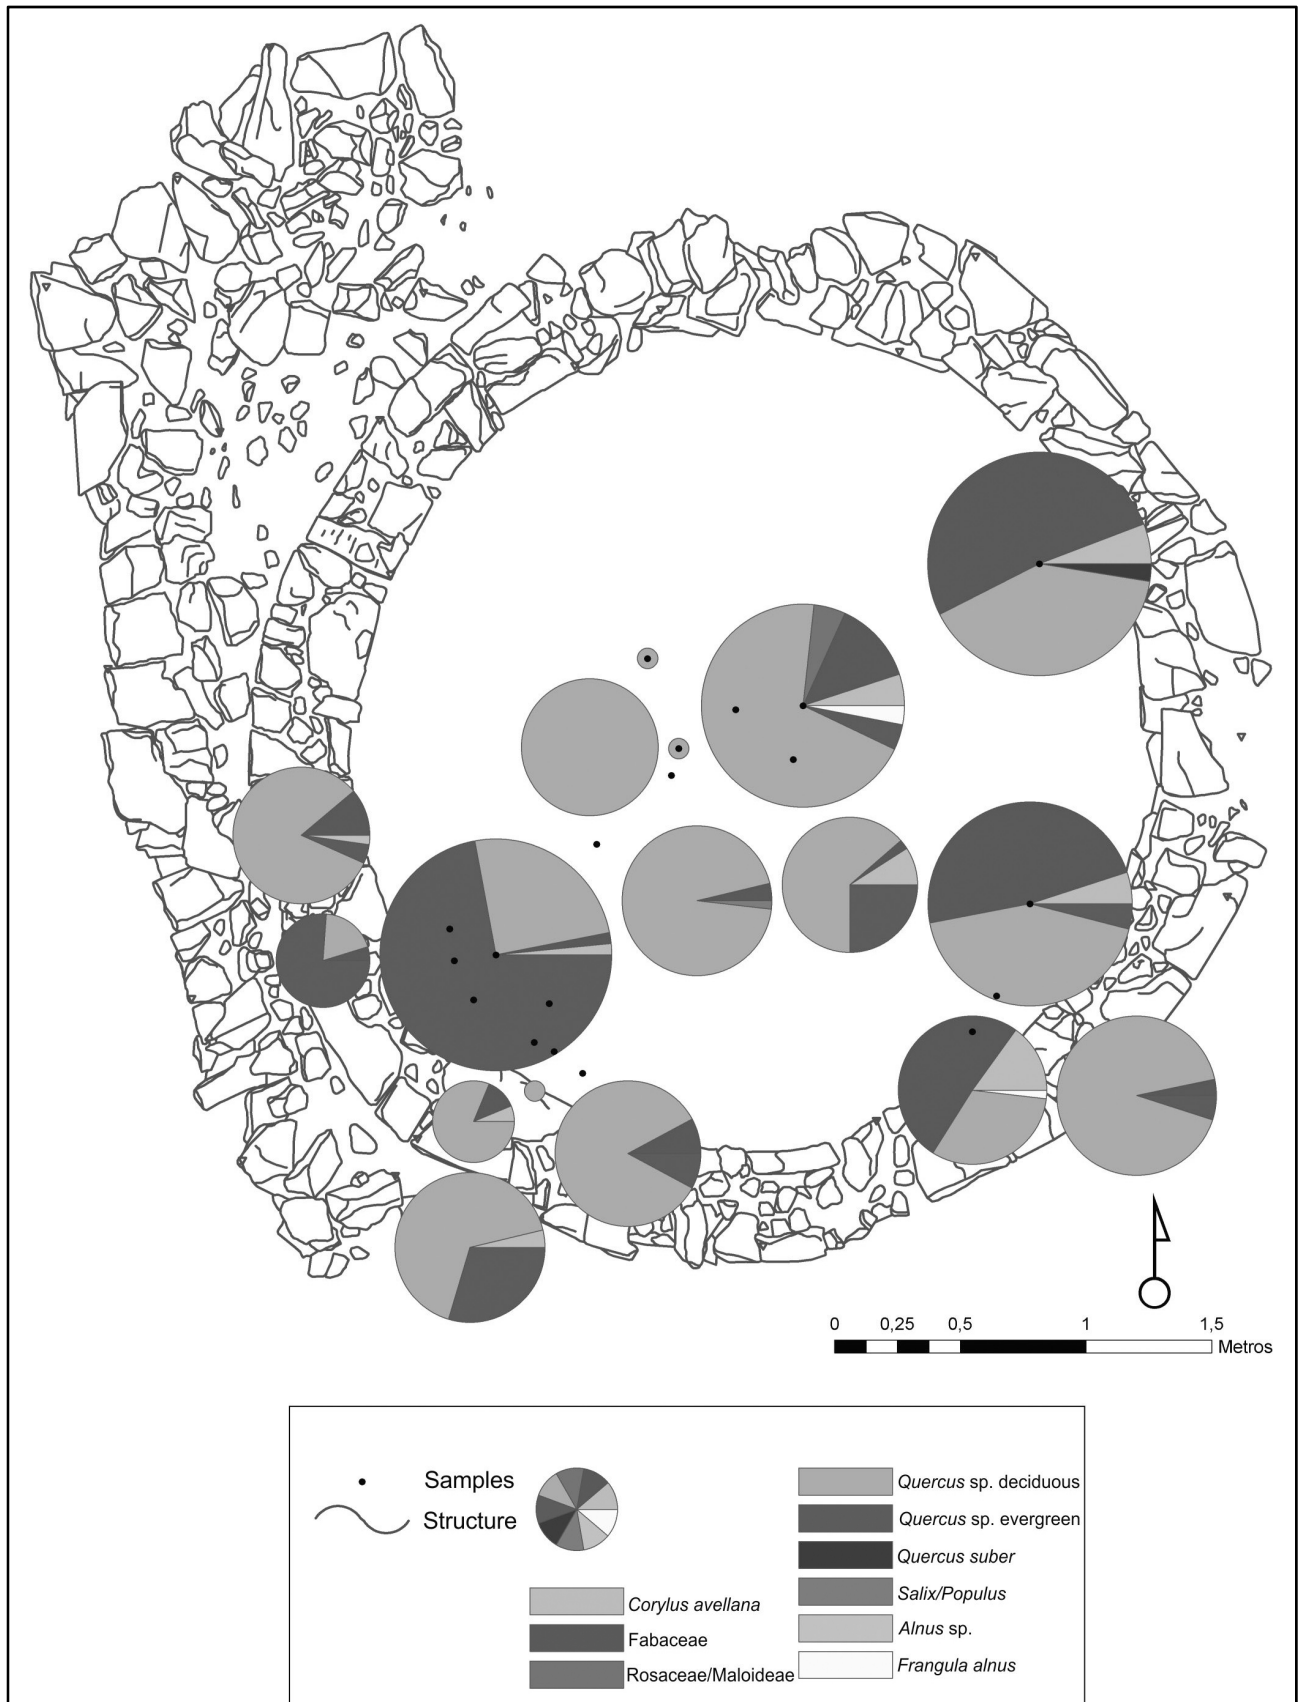 0 0,25 0,5 1 1,5
Metros
Samples
Structure
Corylus avellana
Fabaceae
Rosaceae/Maloideae
Quercus sp. deciduous
Quercus sp. evergreen
Quercus suber
Salix/Populus
Alnus sp.
Frangula alnus